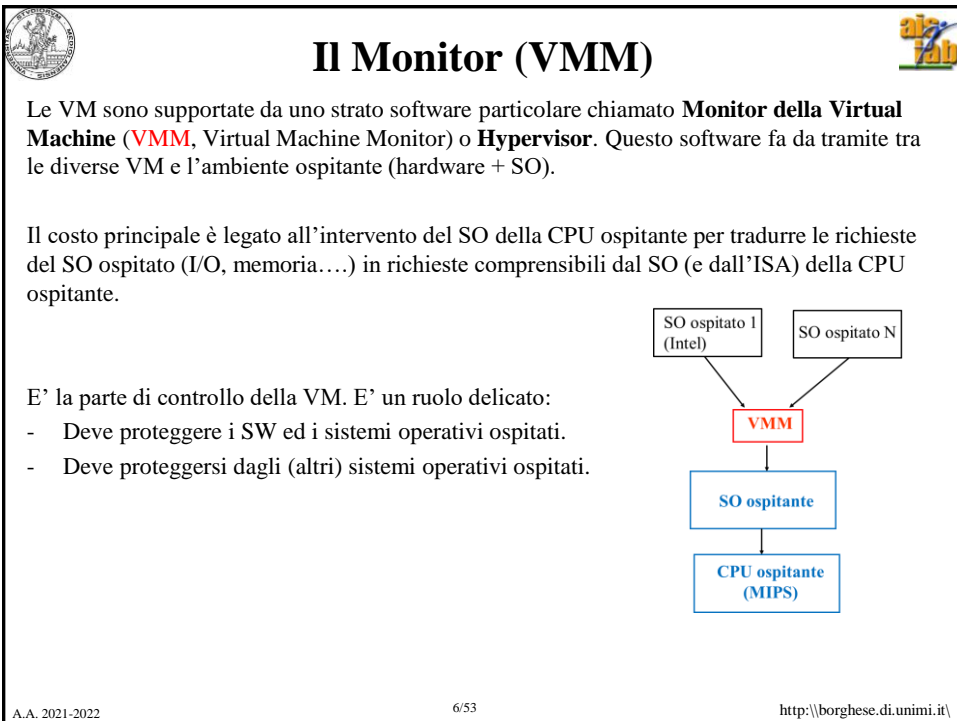 Il Monitor (VMM)
Le VM sono supportate da uno strato software particolare chiamato Monitor della Virtual
Machine (VMM, Virtual Machine Monitor) o Hypervisor. Questo software fa da tramite tra
le diverse VM e l’ambiente ospitante (hardware + SO).
Il costo principale è legato all’intervento del SO della CPU ospitante per tradurre le richieste
del SO ospitato (I/O, memoria….) in richieste comprensibili dal SO (e dall’ISA) della CPU
ospitante.
SO ospitato 1
(Intel)
SO ospitato N
E’ la parte di controllo della VM. E’ un ruolo delicato:
- Deve proteggere i SW ed i sistemi operativi ospitati.
- Deve proteggersi dagli (altri) sistemi operativi ospitati.
VMM
SO ospitante
CPU ospitante
(MIPS)
A.A. 2021-2022
6/53
http:\\borghese.di.unimi.it\